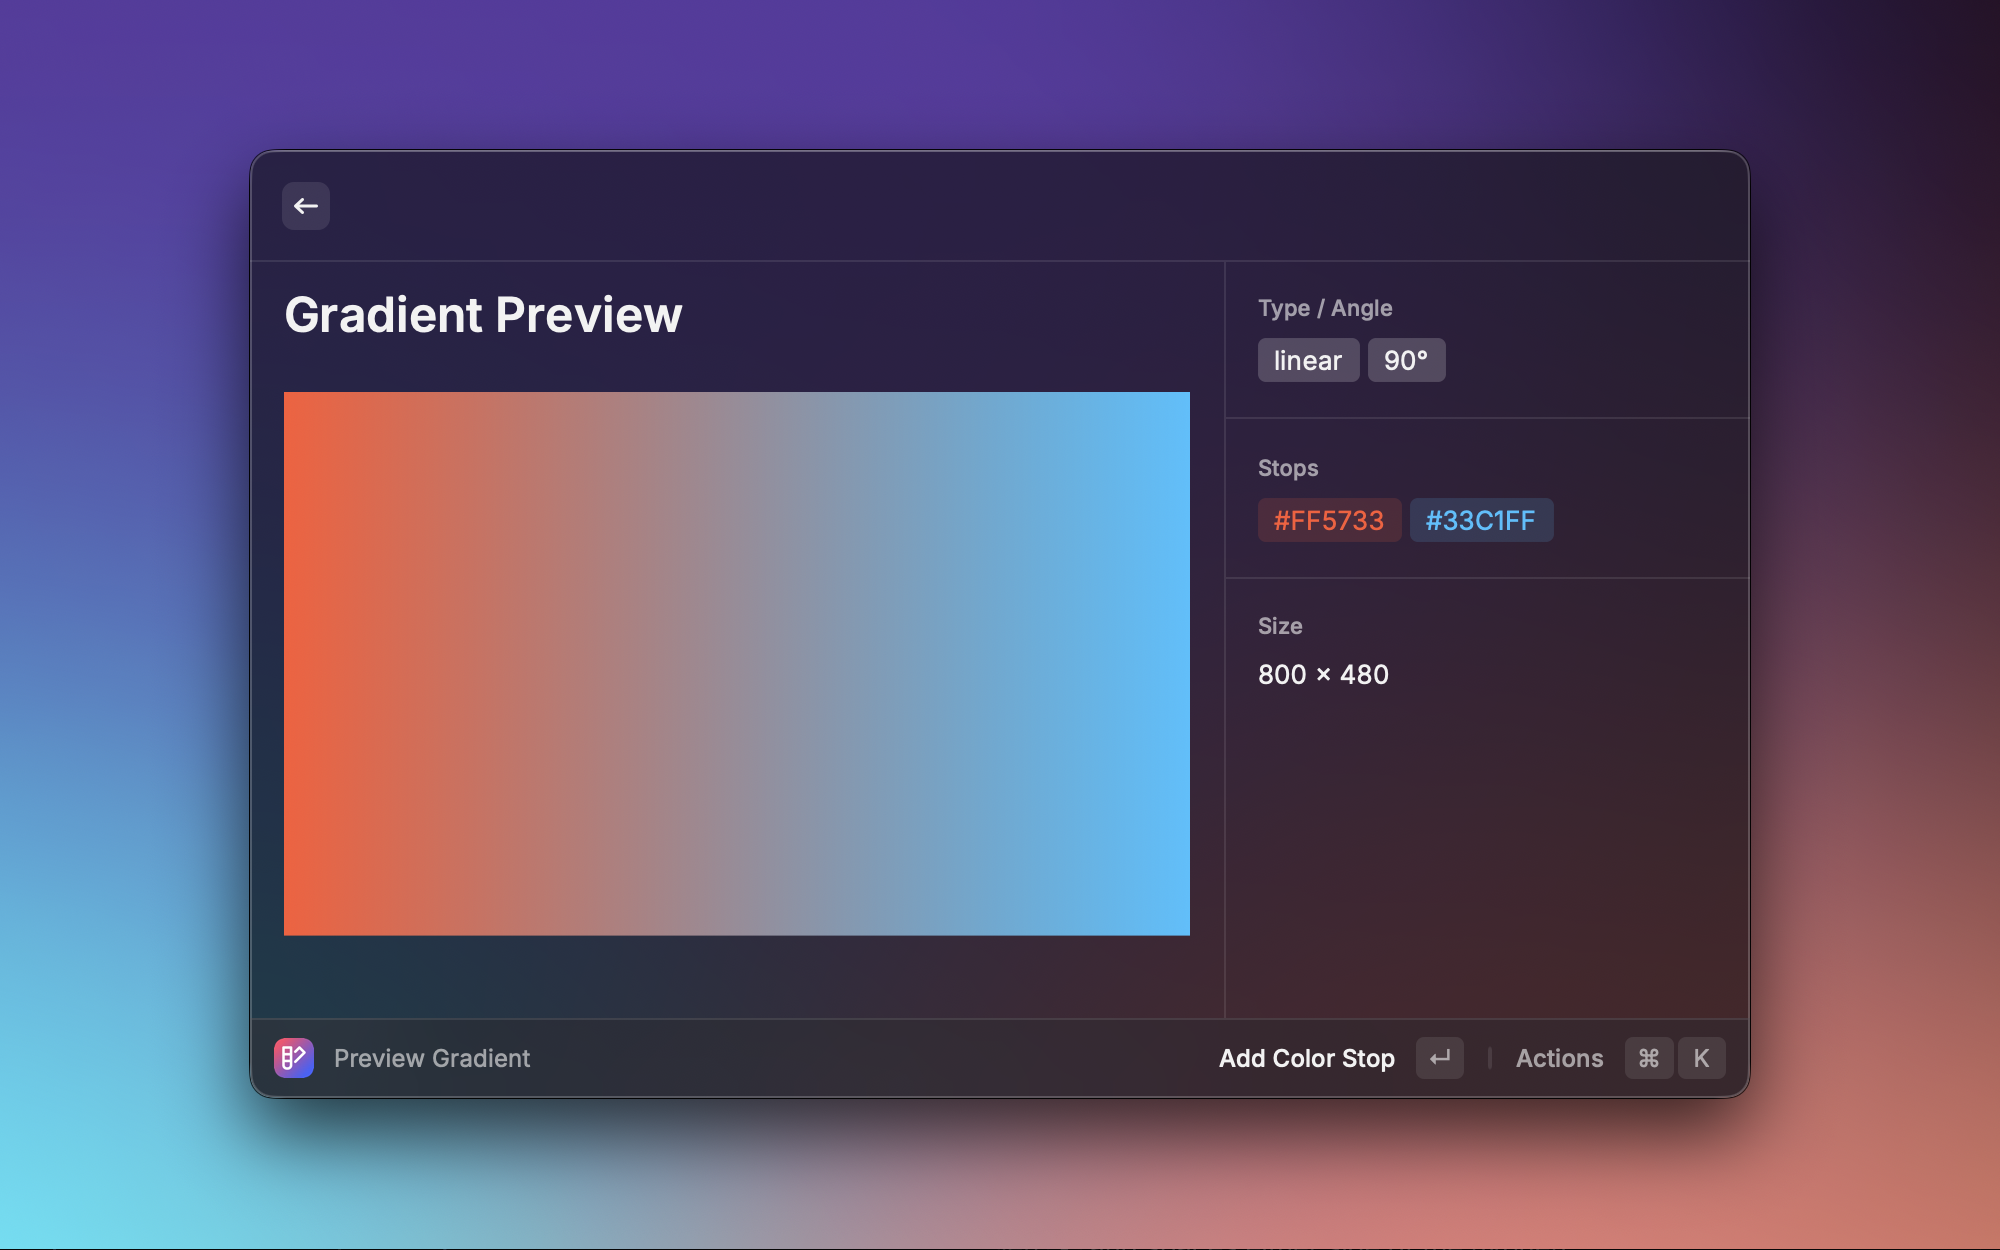 Gradient Preview
Type / Angle
linear 90°
Stops
#FF5733 #33C1FF
Size
800 × 480
Preview Gradient
Add Color Stop ↵
Actions ⌘ K